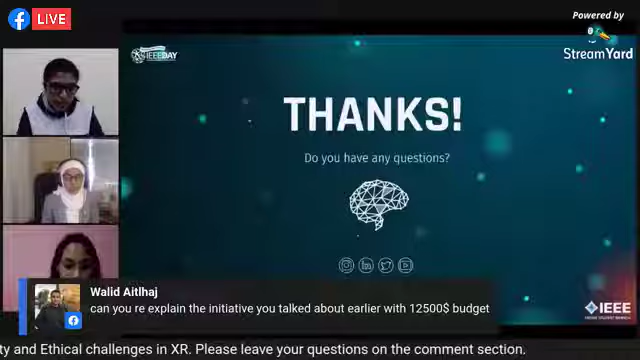 LIVE
Powered by
StreamYard
IEEEDAY
THANKS!
Do you have any questions?
Walid Aitlhaj
can you re explain the initiative you talked about earlier with 12500$ budget
IEEE
ty and Ethical challenges in XR. Please leave your questions on the comment section.